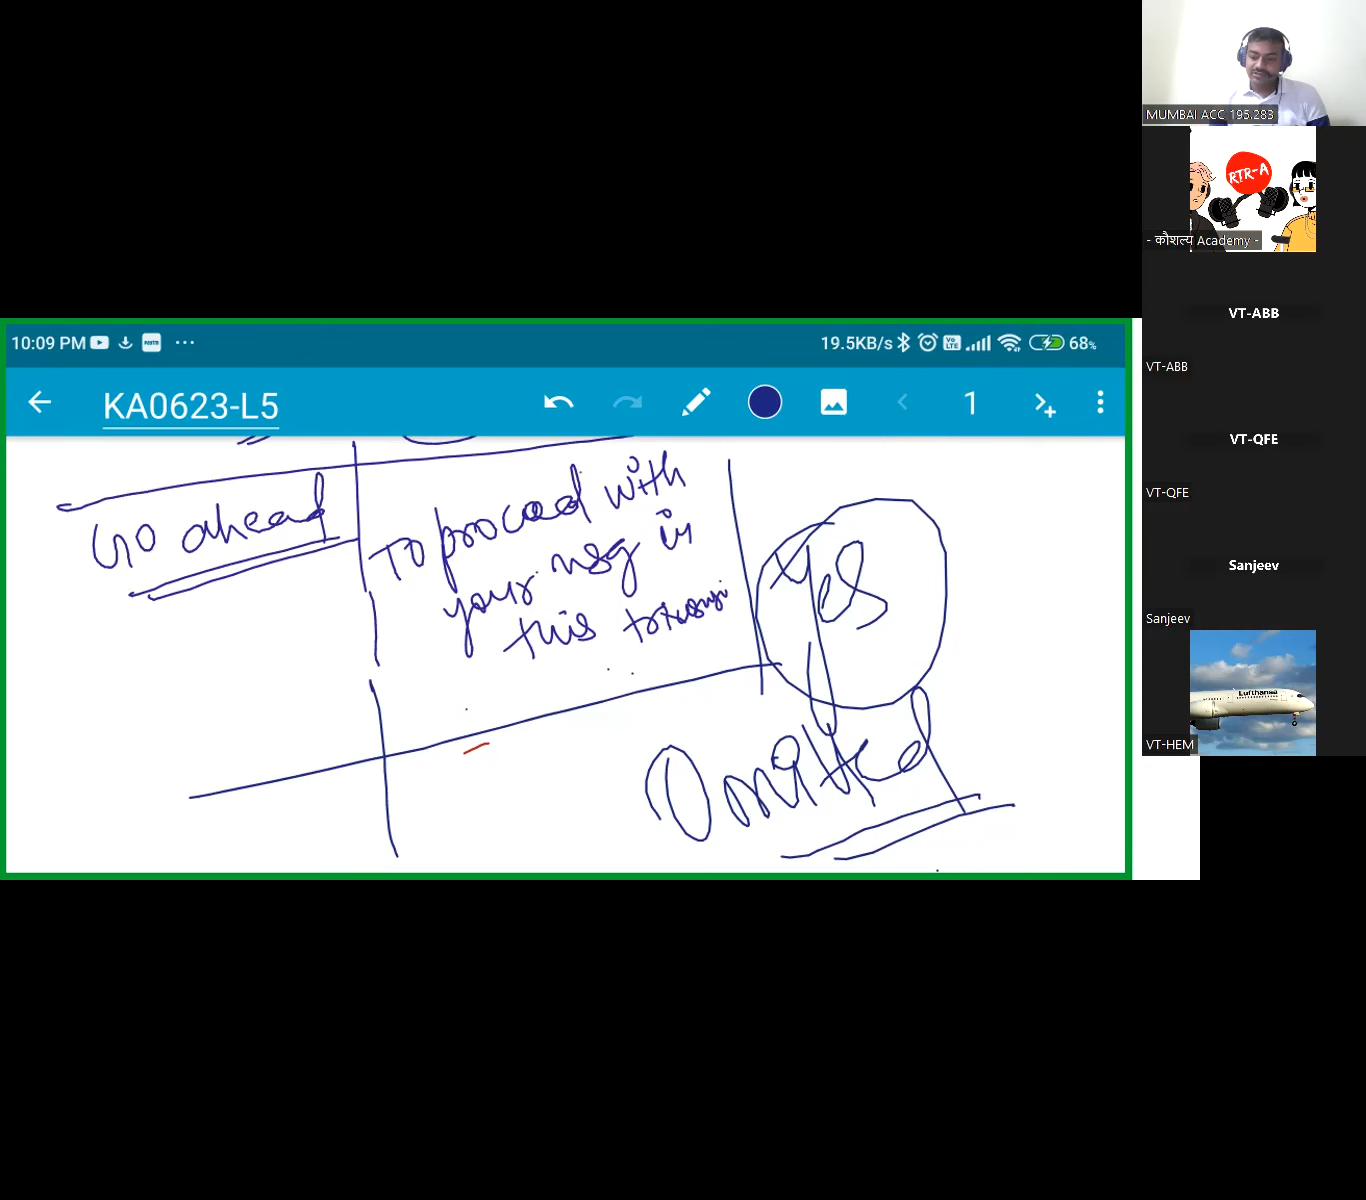 MUMBAI ACC 195.283
RTR-A
- कौशल्य Academy -
VT-ABB
VT-ABB
VT-QFE
VT-QFE
Sanjeev
Sanjeev
Lufthansa
VT-HEM
10:09 PM ··· 19.5KB/s Vo LTE 68%
KA0623-L5 1
Go ahead
To proceed with
your msg in
this
Yes
Omitted